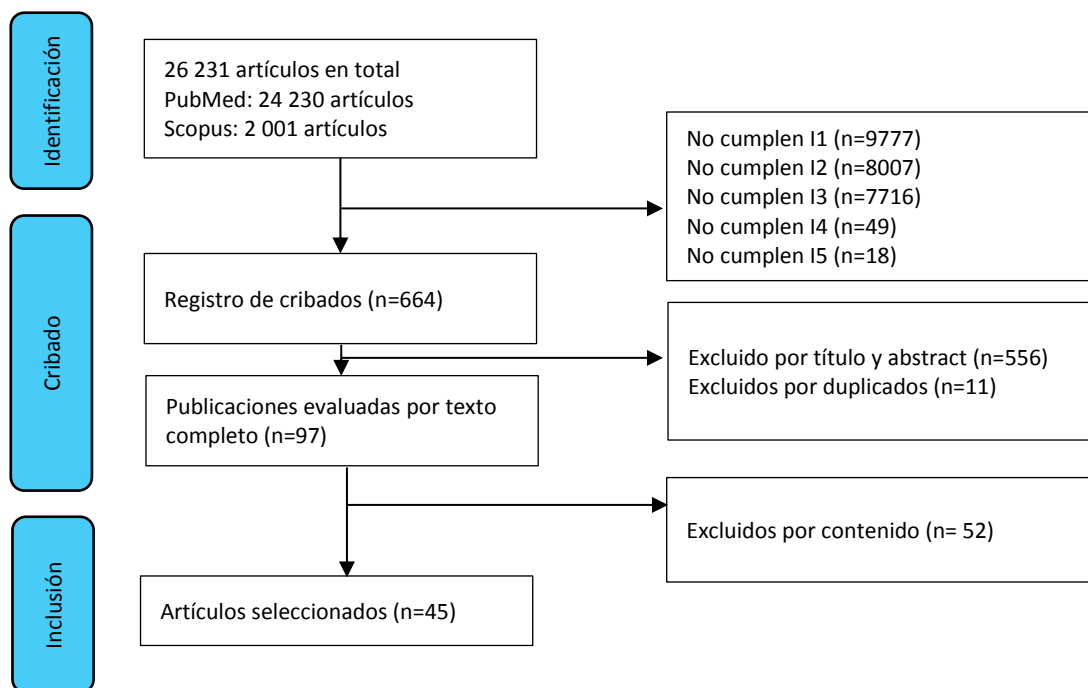 Identificación
26 231 artículos en total
PubMed: 24 230 artículos
Scopus: 2 001 artículos
No cumplen I1 (n=9777)
No cumplen I2 (n=8007)
No cumplen I3 (n=7716)
No cumplen I4 (n=49)
No cumplen I5 (n=18)
Cribado
Registro de cribados (n=664)
Excluido por título y abstract (n=556)
Excluidos por duplicados (n=11)
Publicaciones evaluadas por texto
completo (n=97)
Excluidos por contenido (n= 52)
Inclusión
Artículos seleccionados (n=45)